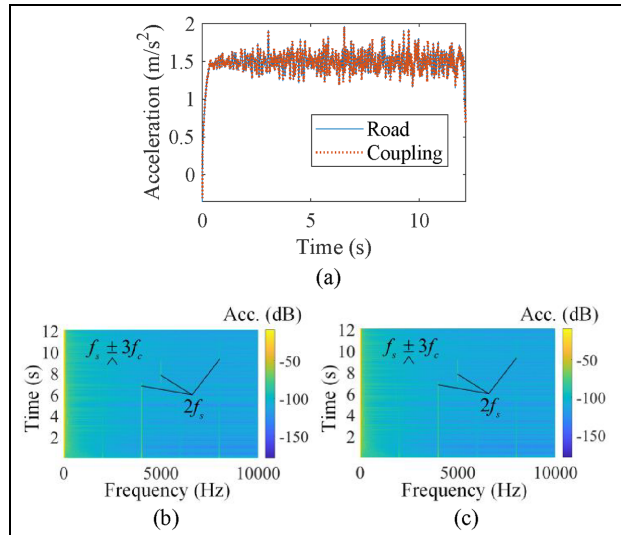 2
1.5
1
0.5
0
Acceleration (m/s²)
Road
Coupling
0 5 10
Time (s)
(a)
Acc. (dB)
12
10
8
6
4
2
Time (s)
f_s ± 3f_c
2f_s
-50
-100
-150
0 5000 10000
Frequency (Hz)
(b)
Acc. (dB)
12
10
8
6
4
2
Time (s)
f_s ± 3f_c
2f_s
-50
-100
-150
0 5000 10000
Frequency (Hz)
(c)